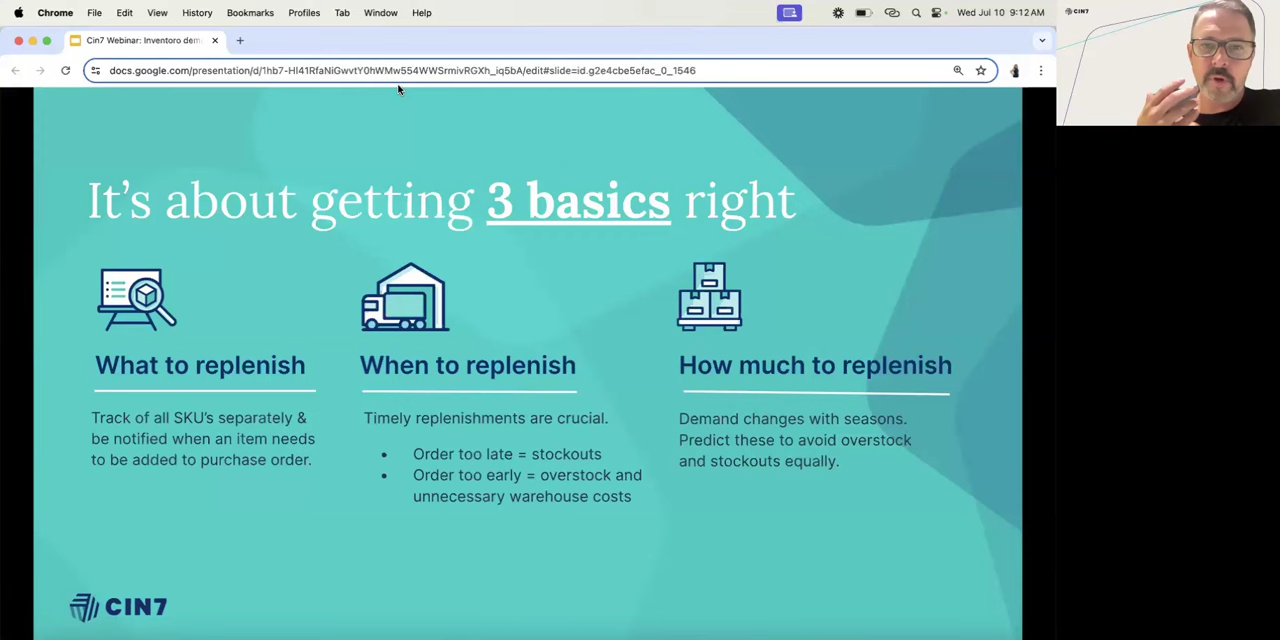 Chrome File Edit View History Bookmarks Profiles Tab Window Help Wed Jul 10 9:12 AM
Cin7 Webinar: Inventoro dem
docs.google.com/presentation/d/1hb7-HI41RfaNiGwvtY0hWMw554WWSrmivRGXh_iq5bA/edit#slide=id.g2e4cbe5efac_0_1546
CIN7
It's about getting 3 basics right
What to replenish
Track of all SKU's separately &
be notified when an item needs
to be added to purchase order.
When to replenish
Timely replenishments are crucial.
• Order too late = stockouts
• Order too early = overstock and
unnecessary warehouse costs
How much to replenish
Demand changes with seasons.
Predict these to avoid overstock
and stockouts equally.
CIN7